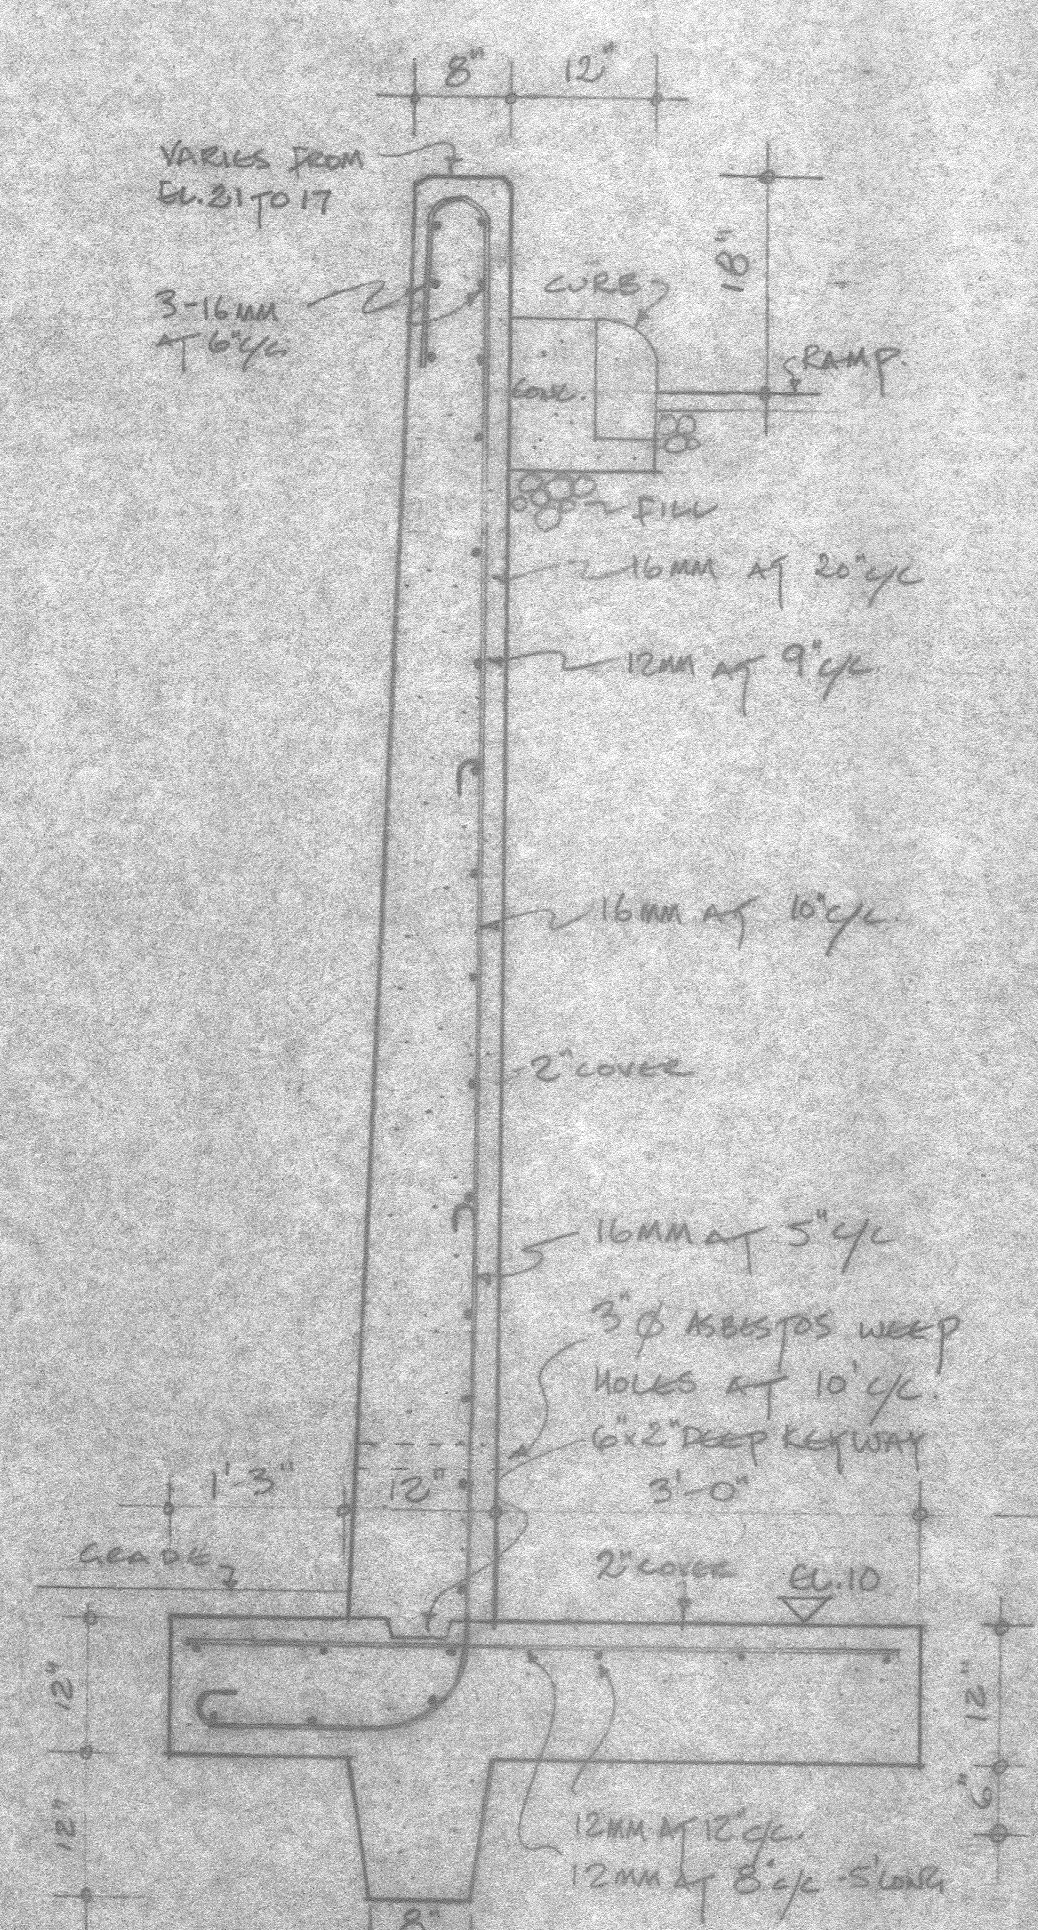 8" 12"
VARIES FROM
EL. 21 TO 17
18"
3-16MM
AT 6" C/C
CURB
RAMP.
CONC.
FILL
16MM AT 20" C/C
12MM AT 9" C/C.
16MM AT 10" C/C.
2" COVER
16MM AT 5" C/C
3" Ø ASBESTOS WEEP
HOLES AT 10' C/C.
6" x 2" DEEP KEYWAY
1'-3" 12" 3'-0"
GRADE
2" COVER
EL. 10
12"
12"
12"
6"
12MM AT 12" C/C.
12MM AT 8" C/C - 5' LONG
8"